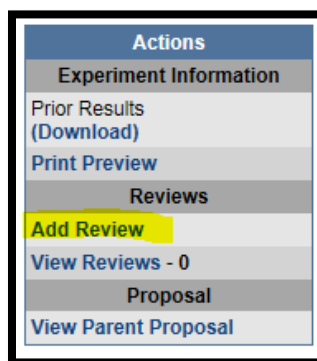 Actions
Experiment Information
Prior Results
(Download)
Print Preview
Reviews
Add Review
View Reviews - 0
Proposal
View Parent Proposal